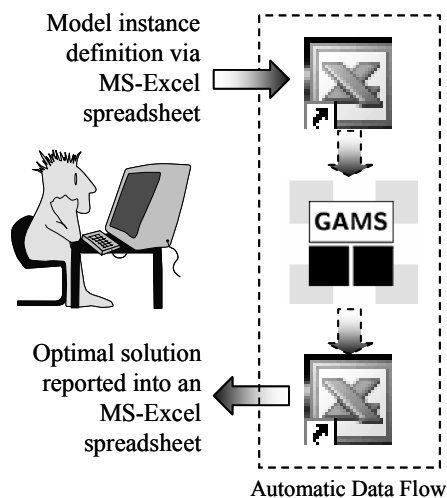 Model instance
definition via
MS-Excel
spreadsheet
GAMS
Optimal solution
reported into an
MS-Excel
spreadsheet
Automatic Data Flow